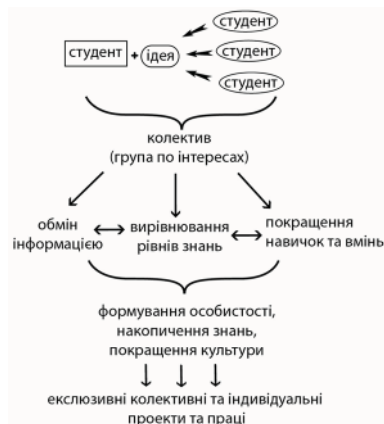 студент
студент + ідея
студент
студент
колектив
(група по інтересах)
обмін
інформацією
вирівнювання
рівнів знань
покращення
навичок та вмінь
формування особистості,
накопичення знань,
покращення культури
екслюзивні колективні та індивідуальні
проекти та праці